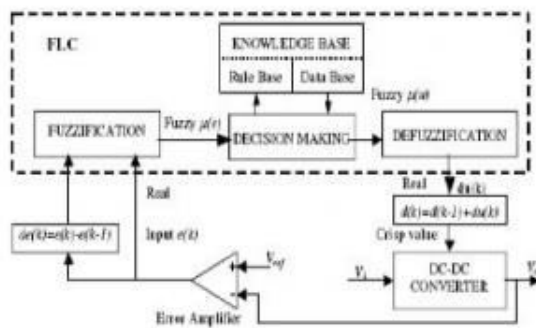 FLC
KNOWLEDGE BASE
Rule Base Data Base
Fuzzy μ(e)
Fuzzy μ(u)
FUZZIFICATION
DECISION MAKING
DEFUZZIFICATION
Real
Real du(k)
de(k)=e(k)-e(k-1)
Input e(k)
d(k)=d(k-1)+du(k)
Crisp value
Vref
+
-
Error Amplifier
DC-DC
CONVERTER